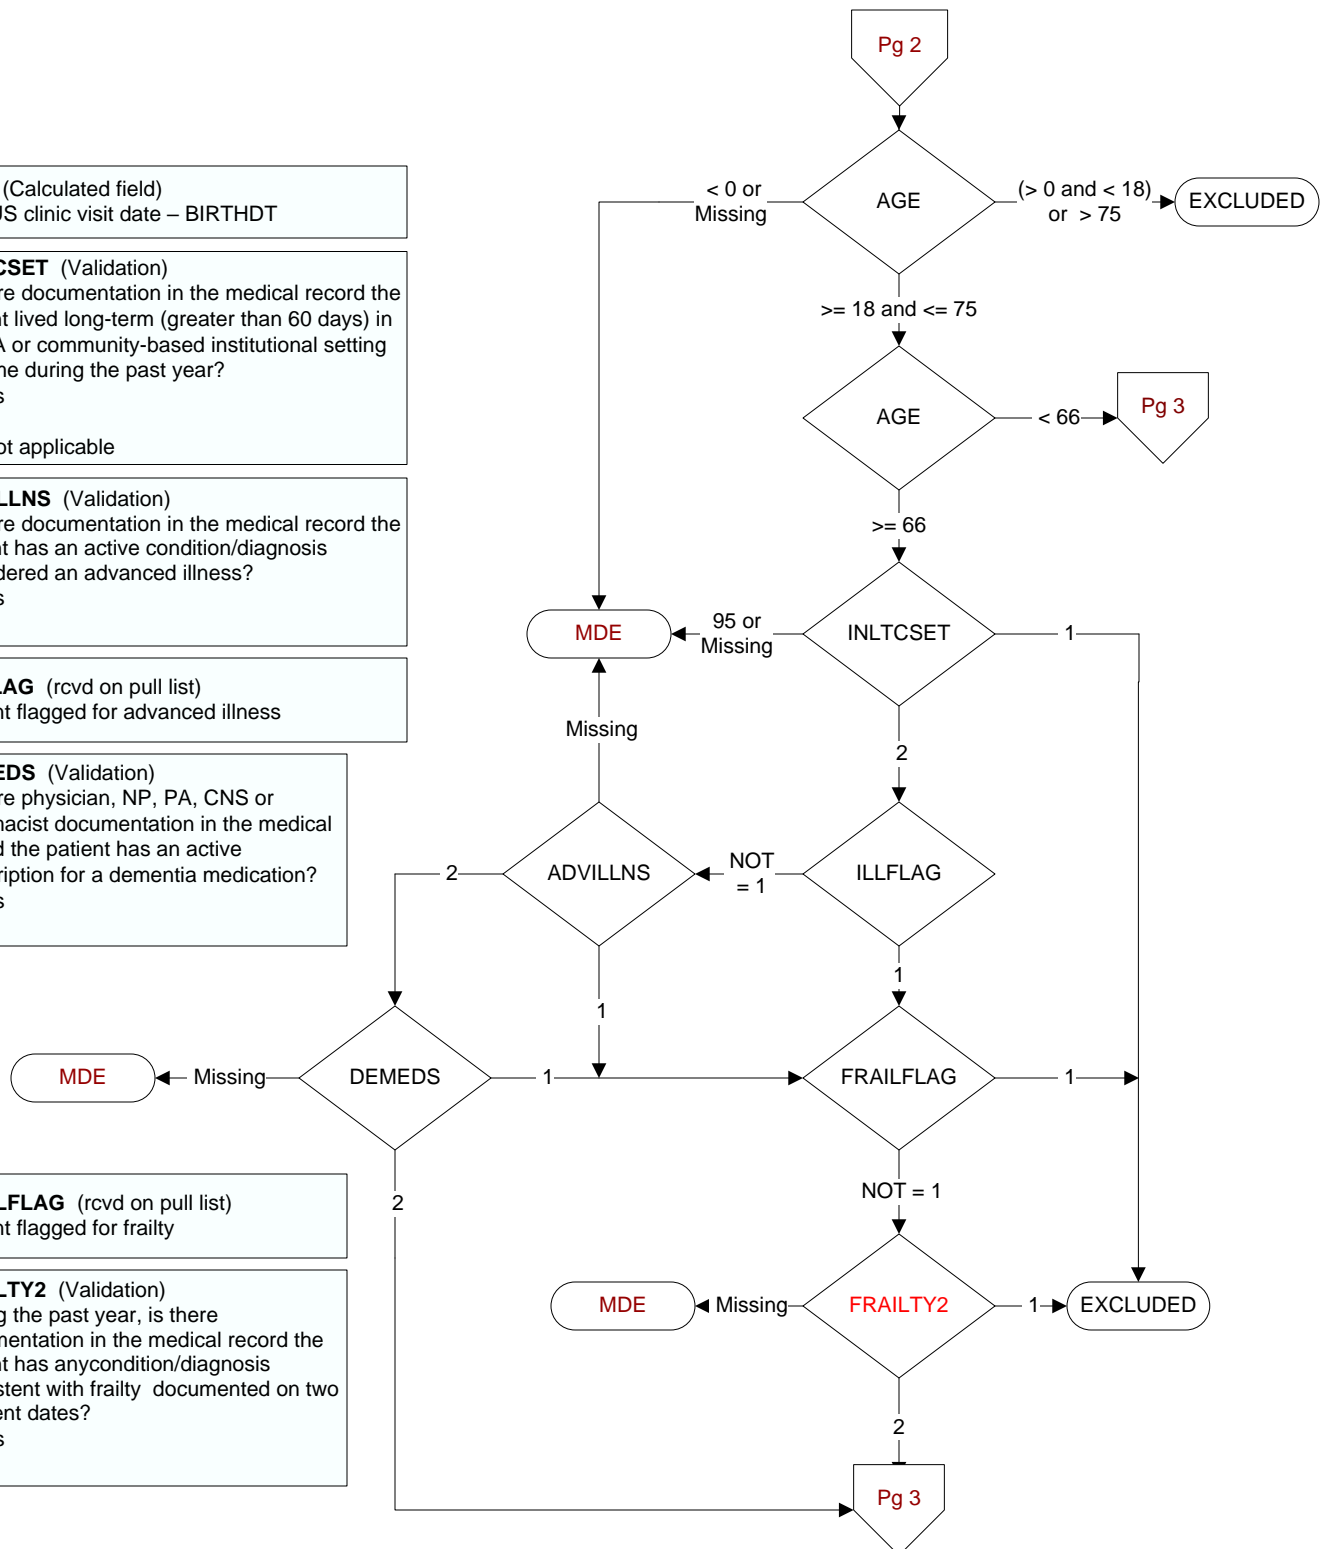 Pg 2
AGE
< 0 or
Missing
(> 0 and < 18)
or > 75
EXCLUDED
>= 18 and <= 75
AGE
< 66
Pg 3
>= 66
INLTCSET
95 or
Missing
MDE
1
2
ILLFLAG
NOT
= 1
ADVILLNS
Missing
2
1
1
DEMEDS
Missing
MDE
1
2
FRAILFLAG
1
NOT = 1
FRAILTY2
Missing
MDE
1
EXCLUDED
2
Pg 3
(Calculated field)
US clinic visit date – BIRTHDT
CSET (Validation)
re documentation in the medical record the
nt lived long-term (greater than 60 days) in
A or community-based institutional setting
me during the past year?
s
ot applicable
LLNS (Validation)
re documentation in the medical record the
nt has an active condition/diagnosis
dered an advanced illness?
s
AG (rcvd on pull list)
nt flagged for advanced illness
EDS (Validation)
re physician, NP, PA, CNS or
macist documentation in the medical
d the patient has an active
ription for a dementia medication?
s
LFLAG (rcvd on pull list)
nt flagged for frailty
LTY2 (Validation)
g the past year, is there
mentation in the medical record the
nt has anycondition/diagnosis
stent with frailty documented on two
ent dates?
s